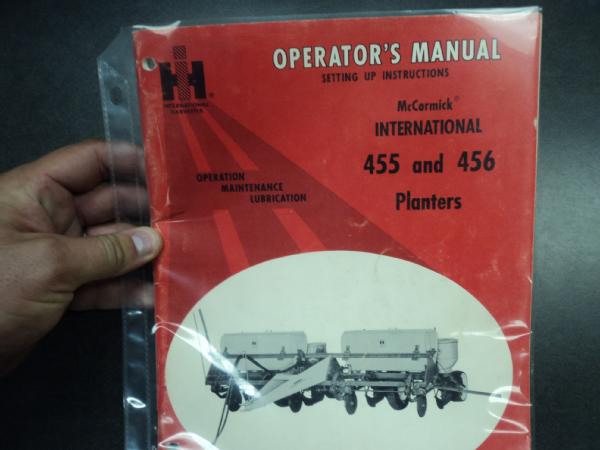 OPERATOR'S MANUAL
SETTING UP INSTRUCTIONS
IH
INTERNATIONAL
HARVESTER
McCormick®
INTERNATIONAL
455 and 456
Planters
OPERATION
MAINTENANCE
LUBRICATION